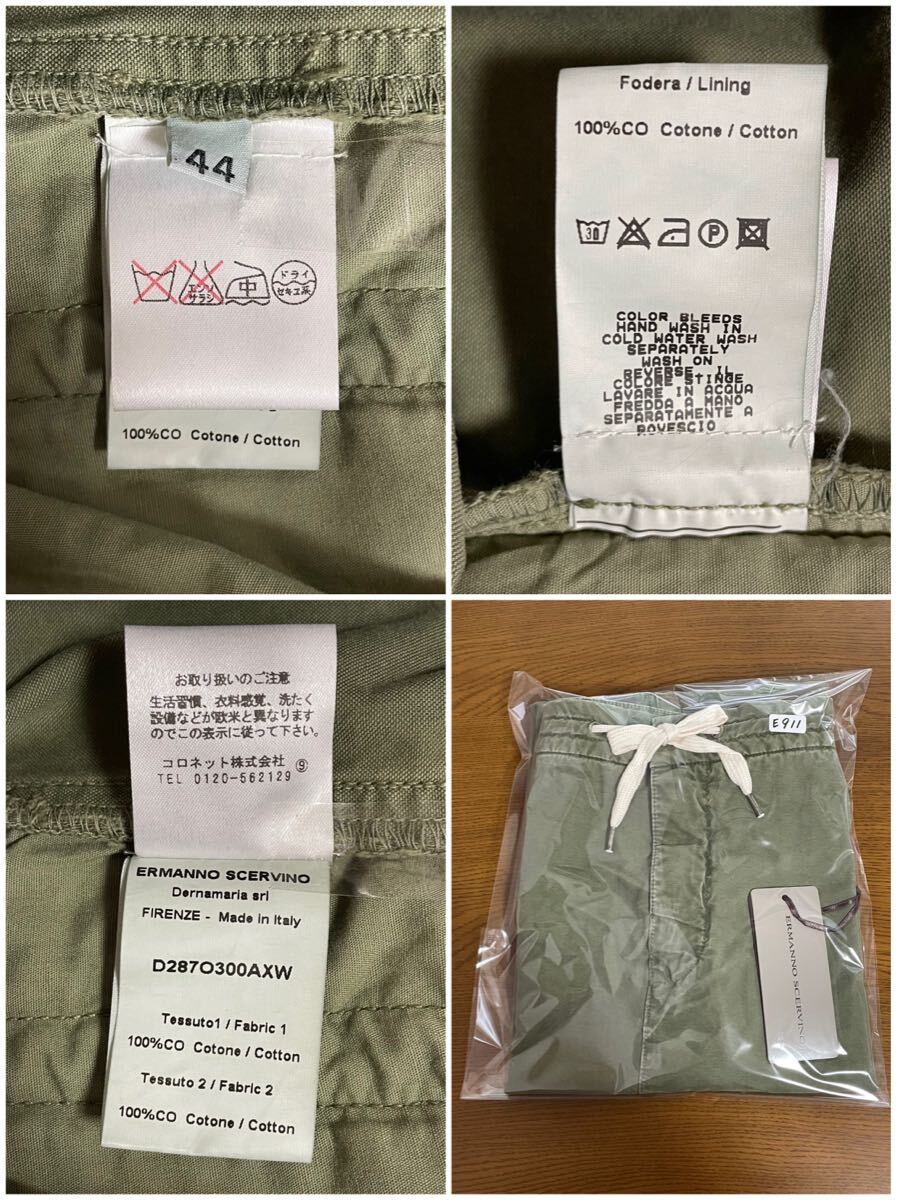 44
エンソ
サラシ
中
ドライ
セキユ系
100%CO Cotone / Cotton
Fodera / Lining
100%CO Cotone / Cotton
30
P
COLOR BLEEDS
HAND WASH IN
COLD WATER WASH
SEPARATELY
WASH ON
REVERSE. IL
COLORE STINGE
LAVARE IN ACQUA
FREDDA A MANO
SEPARATAMENTE A
ROVESCIO
お取り扱いのご注意
生活習慣、衣料感覚、洗たく
設備などが欧米と異なります
のでこの表示に従って下さい。
コロネット株式会社 ⑨
TEL 0120-562129
ERMANNO SCERVINO
Dernamaria srl
FIRENZE - Made in Italy
D287O300AXW
Tessuto1 / Fabric 1
100%CO Cotone / Cotton
Tessuto 2 / Fabric 2
100%CO Cotone / Cotton
E911
ERMANNO SCERVINO